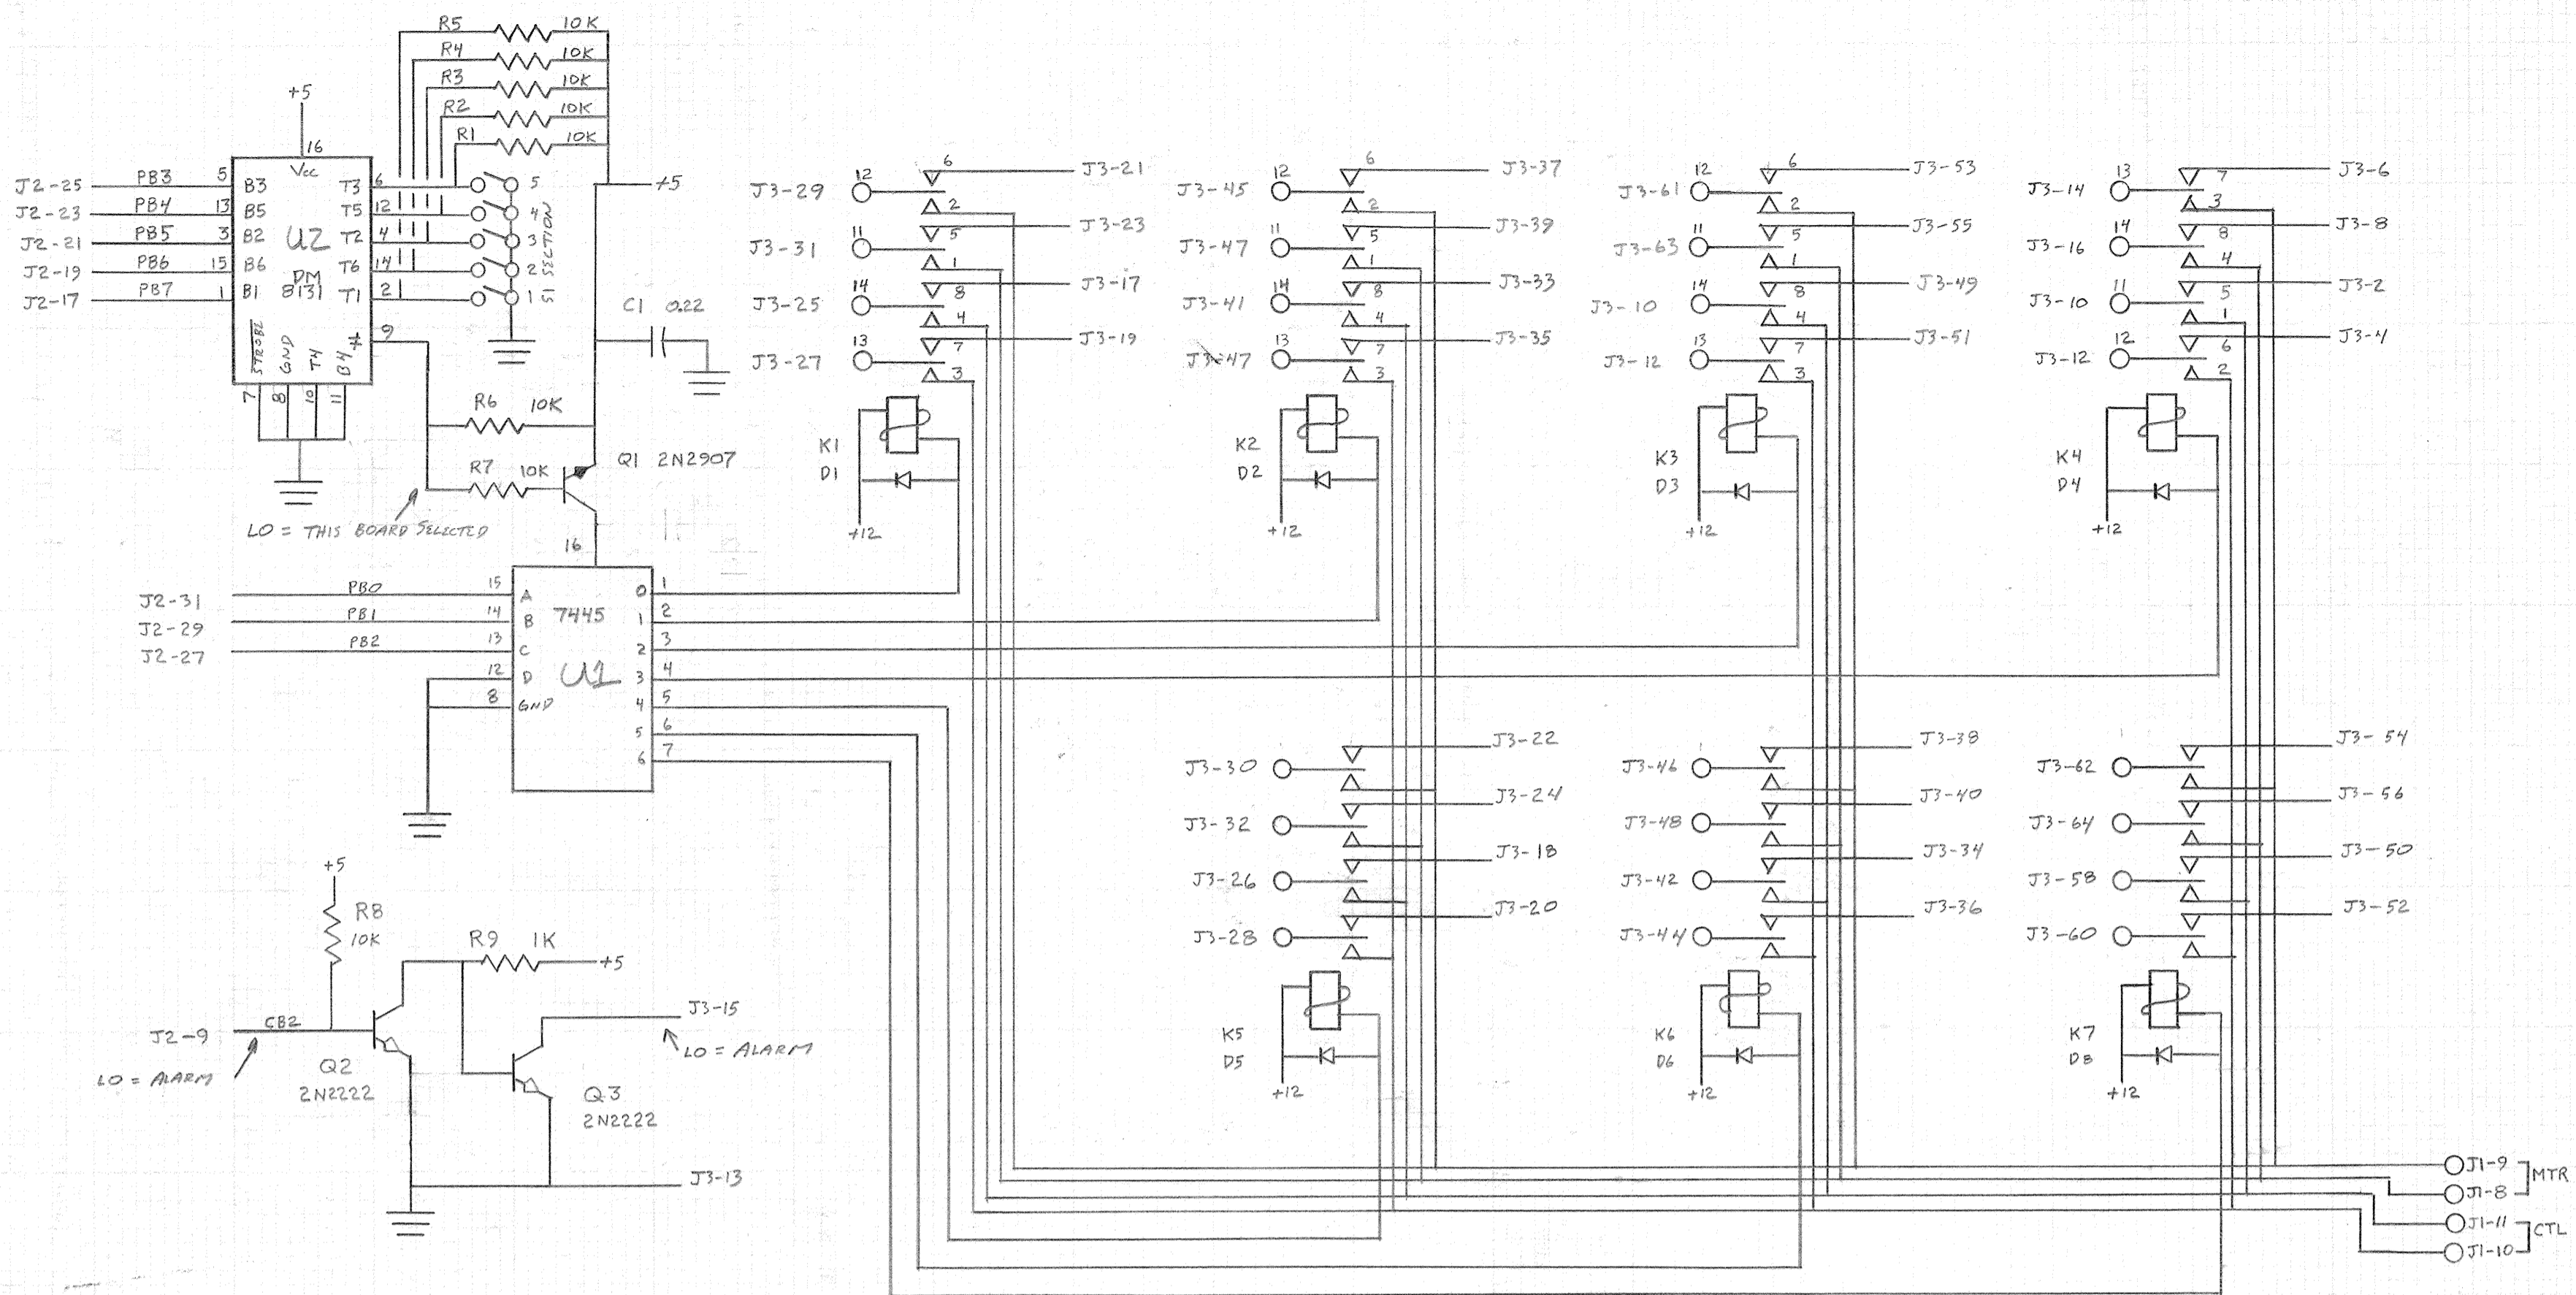 R5 10K
R4 10K
R3 10K
R2 10K
R1 10K
+5
16
Vcc
J2-25 PB3 5 B3 T3 6 5
J2-23 PB4 13 B5 T5 12 4
J2-21 PB5 3 B2 T2 4 3
J2-19 PB6 15 B6 T6 14 2
J2-17 PB7 1 B1 T1 2 1
U2
DM
8131
S1 SECTION
+5
9
STROBE GND T4 B4
7 8 10 11
C1 0.22
R6 10K
R7 10K
Q1 2N2907
LO = THIS BOARD SELECTED
16
J2-31 PB0 15 A 0 1
J2-29 PB1 14 B 1 2
J2-27 PB2 13 C 2 3
12 D 3 4
8 GND 4 5
5 6
6 7
7445
U1
+5
R8
10K
R9 1K
+5
J2-9 CB2
LO = ALARM
Q2
2N2222
J3-15
LO = ALARM
Q3
2N2222
J3-13
J3-29 12 6 J3-21
2
J3-31 11 5 J3-23
1
J3-25 14 8 J3-17
4
J3-27 13 7 J3-19
3
K1
D1
+12
J3-45 12 6 J3-37
2
J3-47 11 5 J3-39
1
J3-41 14 8 J3-33
4
J3-47 13 7 J3-35
3
K2
D2
+12
J3-61 12 6 J3-53
2
J3-63 11 5 J3-55
1
J3-10 14 8 J3-49
4
J3-12 13 7 J3-51
3
K3
D3
+12
J3-14 13 7 J3-6
3
J3-16 14 8 J3-8
4
J3-10 11 5 J3-2
1
J3-12 12 6 J3-4
2
K4
D4
+12
J3-30 J3-22
J3-32 J3-24
J3-26 J3-18
J3-28 J3-20
K5
D5
+12
J3-46 J3-38
J3-48 J3-40
J3-42 J3-34
J3-44 J3-36
K6
D6
+12
J3-62 J3-54
J3-64 J3-56
J3-58 J3-50
J3-60 J3-52
K7
D8
+12
J1-9
J1-8
MTR
J1-11
J1-10
CTL